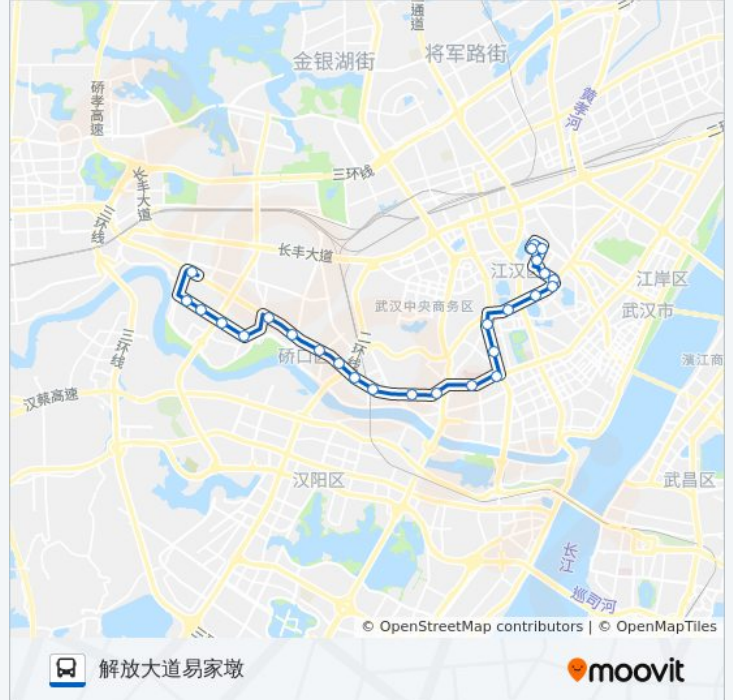 通道
将军路街
金银湖街
硚孝高速
黄孝河
三环线
长丰大道
三环线
长丰大道
江汉区
江岸区
武汉中央商务区
武汉市
二环线
三环线
硚口区
滨江商
汉蔡高速
汉阳区
武昌区
长江
巡司河
© OpenStreetMap contributors | © OpenMapTiles
解放大道易家墩
moovit